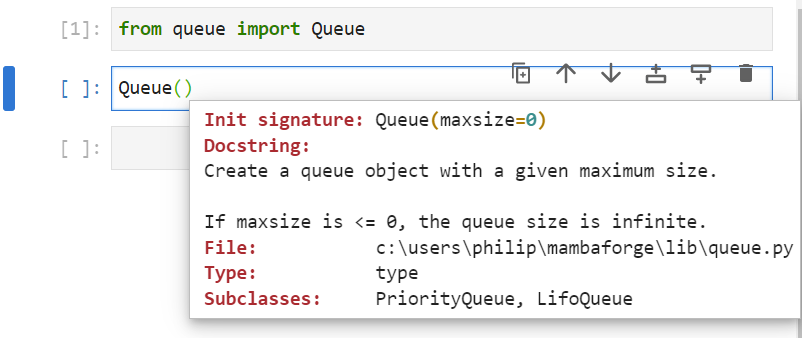 [1]: from queue import Queue
[ ]: Queue()
Init signature: Queue(maxsize=0)
Docstring:
Create a queue object with a given maximum size.
If maxsize is <= 0, the queue size is infinite.
File: c:\users\philip\mambaforge\lib\queue.py
Type: type
Subclasses: PriorityQueue, LifoQueue
[ ]: